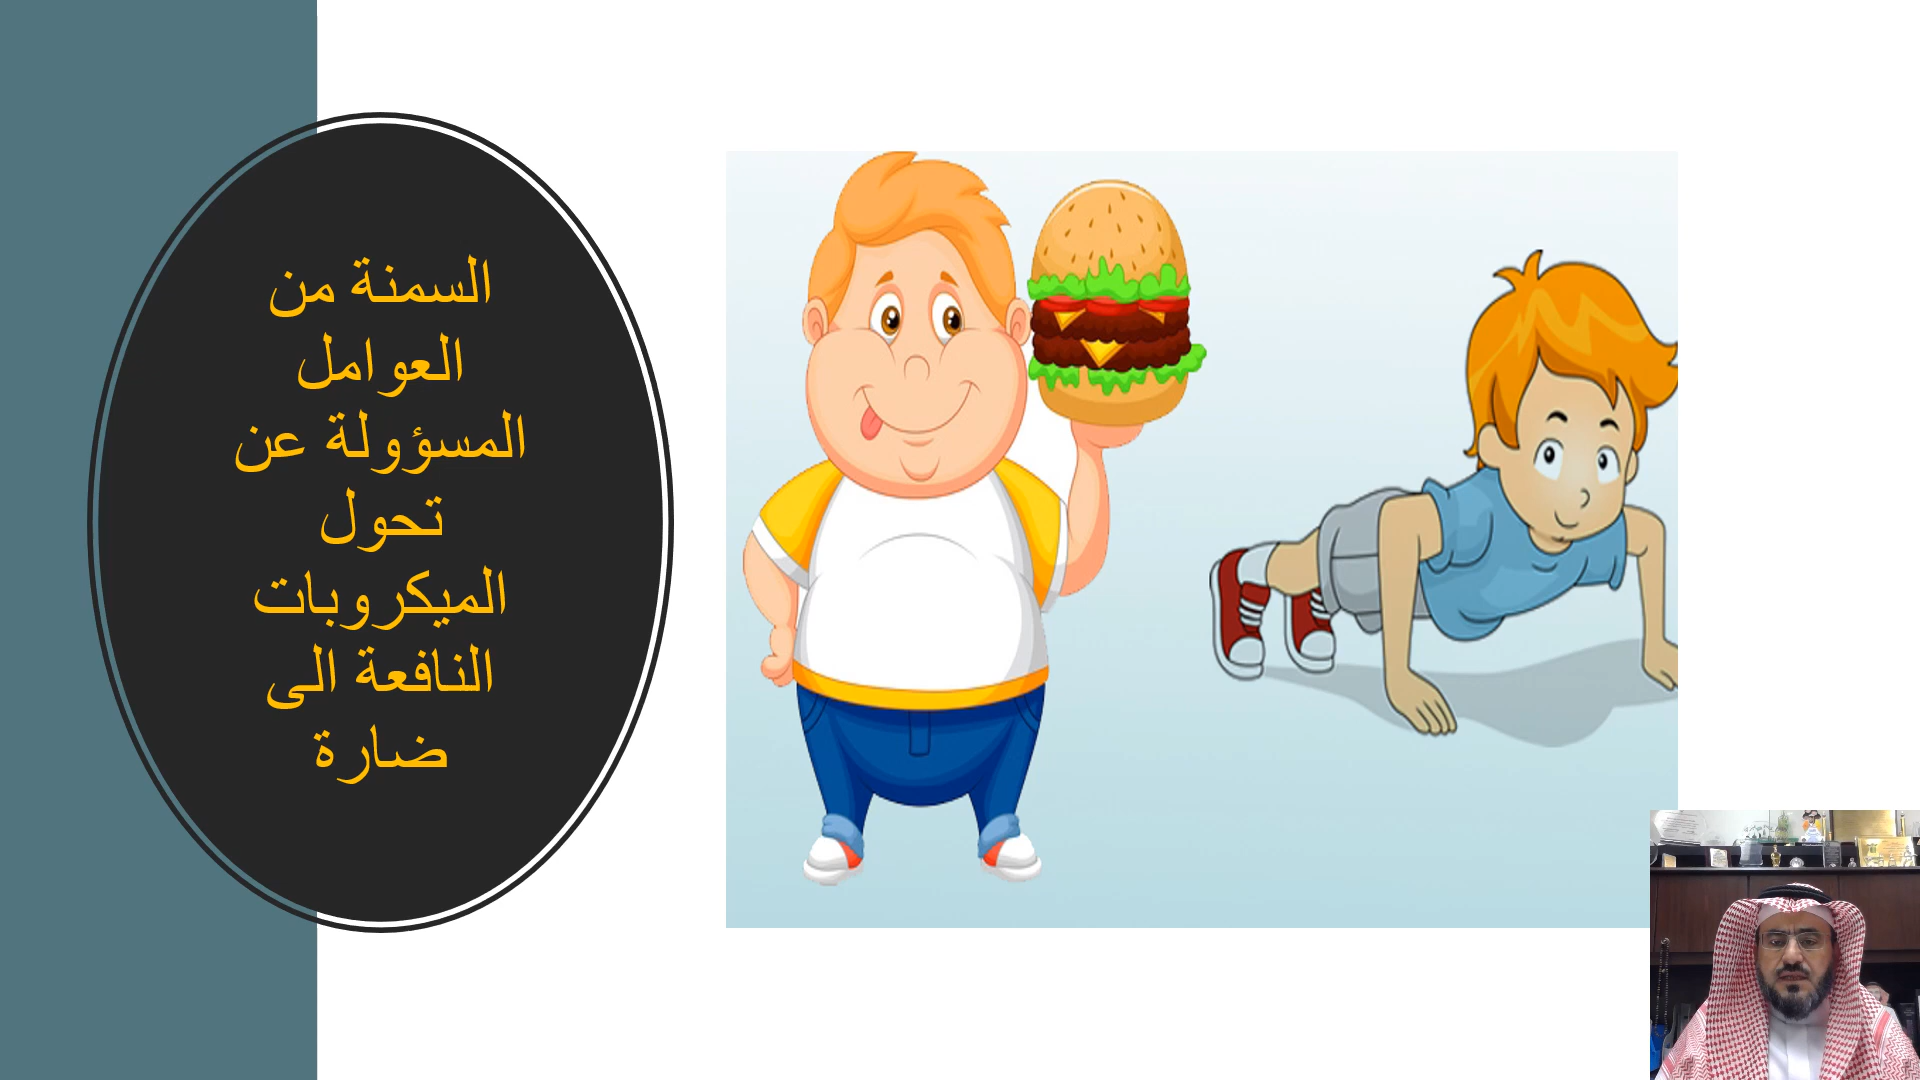 السمنة من
العوامل
المسؤولة عن
تحول
الميكروبات
النافعة الى
ضارة